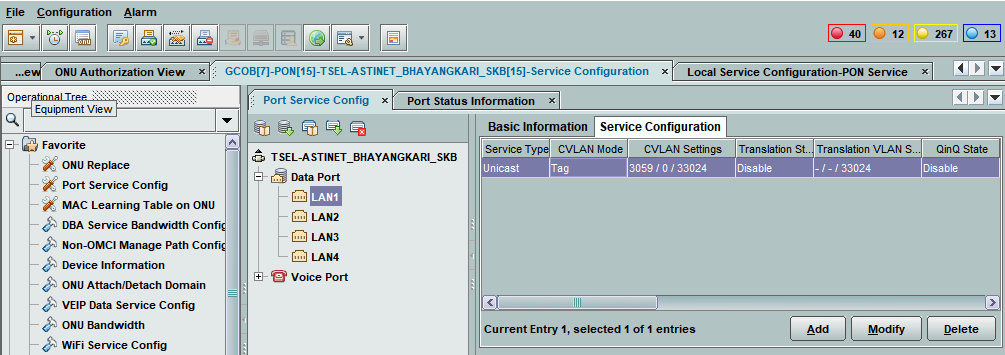 File Configuration Alarm
40 12 267 13
...ew ONU Authorization View × GCOB[7]-PON[15]-TSEL-ASTINET_BHAYANGKARI_SKB[15]-Service Configuration × Local Service Configuration-PON Service ×
Operational Tree
Equipment View
Favorite
ONU Replace
Port Service Config
MAC Learning Table on ONU
DBA Service Bandwidth Config
Non-OMCI Manage Path Config
Device Information
ONU Attach/Detach Domain
VEIP Data Service Config
ONU Bandwidth
WiFi Service Config
Port Service Config × Port Status Information ×
TSEL-ASTINET_BHAYANGKARI_SKB
Data Port
LAN1
LAN2
LAN3
LAN4
Voice Port
Basic Information Service Configuration
Service Type CVLAN Mode CVLAN Settings Translation St... Translation VLAN S... QinQ State
Unicast Tag 3059 / 0 / 33024 Disable - / - / 33024 Disable
Current Entry 1, selected 1 of 1 entries Add Modify Delete